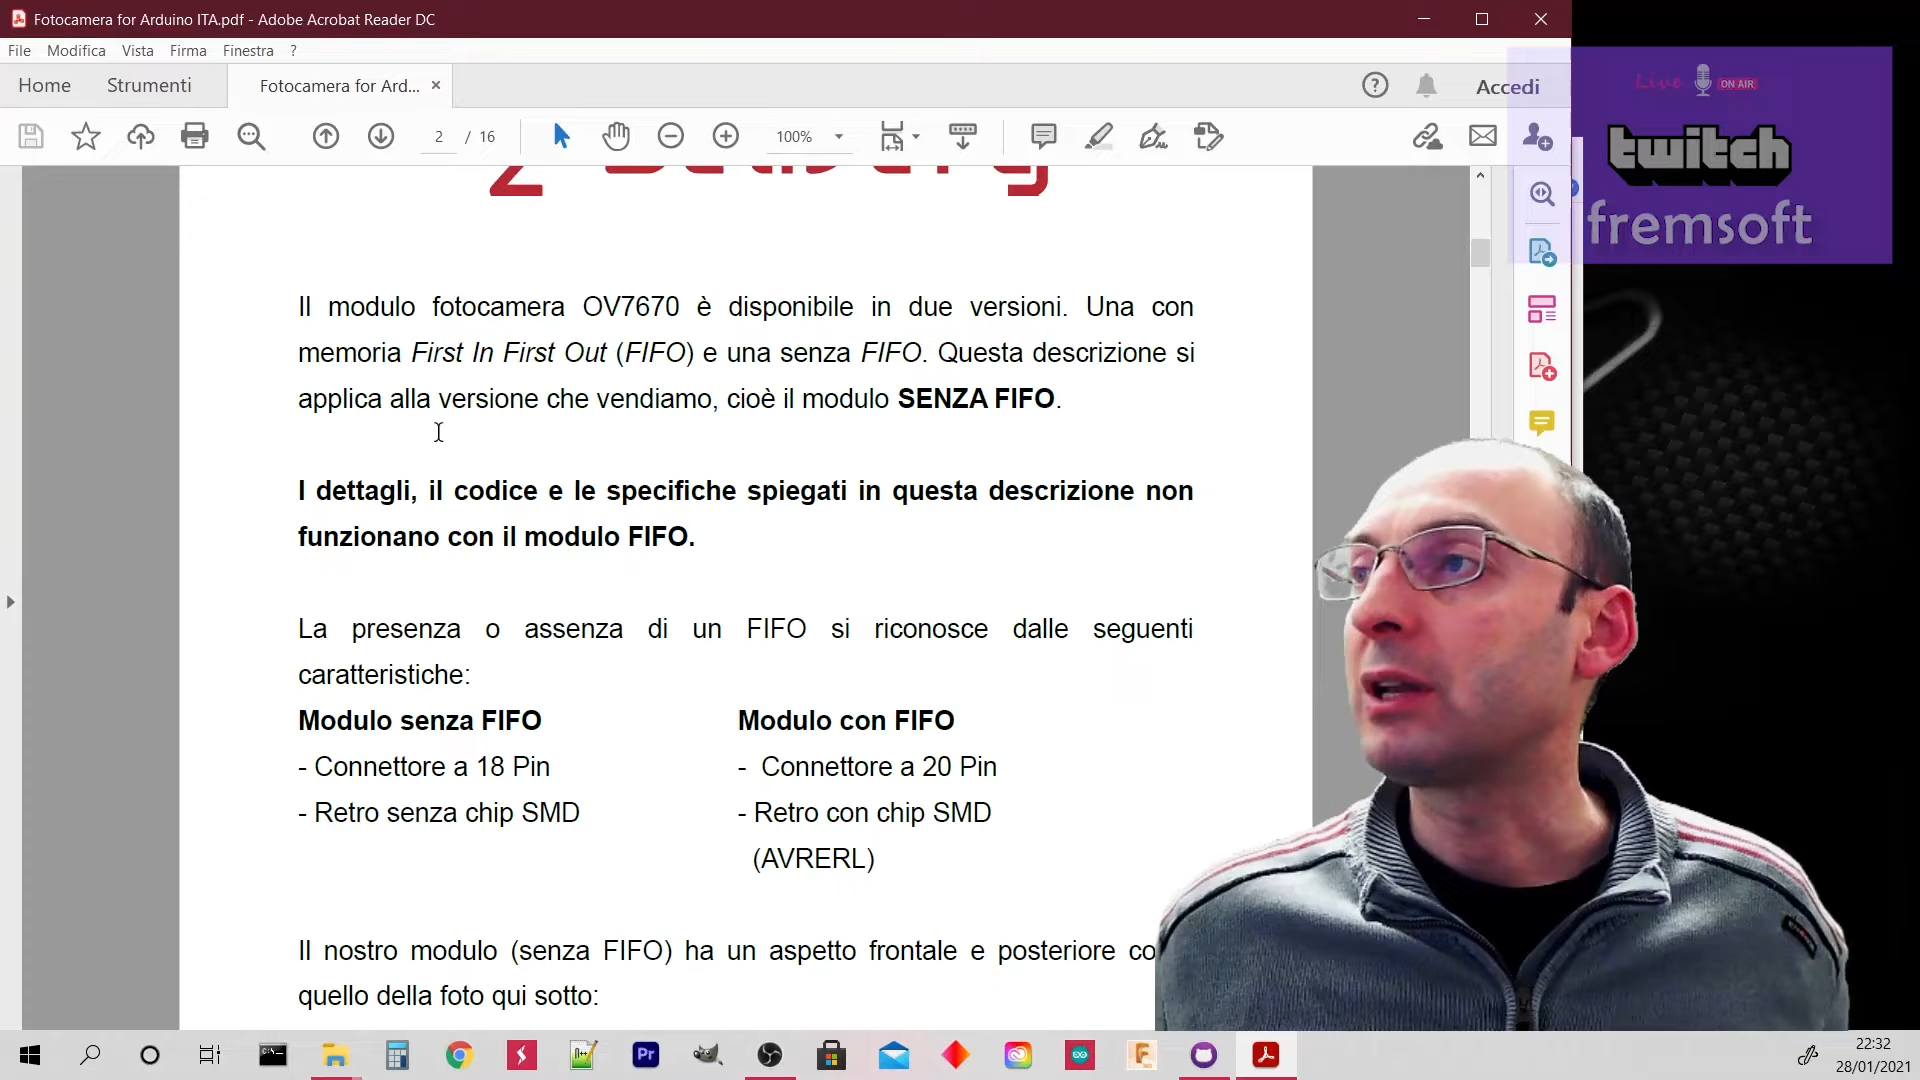 Fotocamera for Arduino ITA.pdf - Adobe Acrobat Reader DC
File Modifica Vista Firma Finestra ?
Home Strumenti Fotocamera for Ard... × Accedi
2 / 16 100%
Live ON AIR
twitch
fremsoft
Il modulo fotocamera OV7670 è disponibile in due versioni. Una con
memoria First In First Out (FIFO) e una senza FIFO. Questa descrizione si
applica alla versione che vendiamo, cioè il modulo SENZA FIFO.
I dettagli, il codice e le specifiche spiegati in questa descrizione non
funzionano con il modulo FIFO.
La presenza o assenza di un FIFO si riconosce dalle seguenti
caratteristiche:
Modulo senza FIFO Modulo con FIFO
- Connettore a 18 Pin - Connettore a 20 Pin
- Retro senza chip SMD - Retro con chip SMD
(AVRERL)
Il nostro modulo (senza FIFO) ha un aspetto frontale e posteriore co
quello della foto qui sotto:
Pr
22:32
28/01/2021